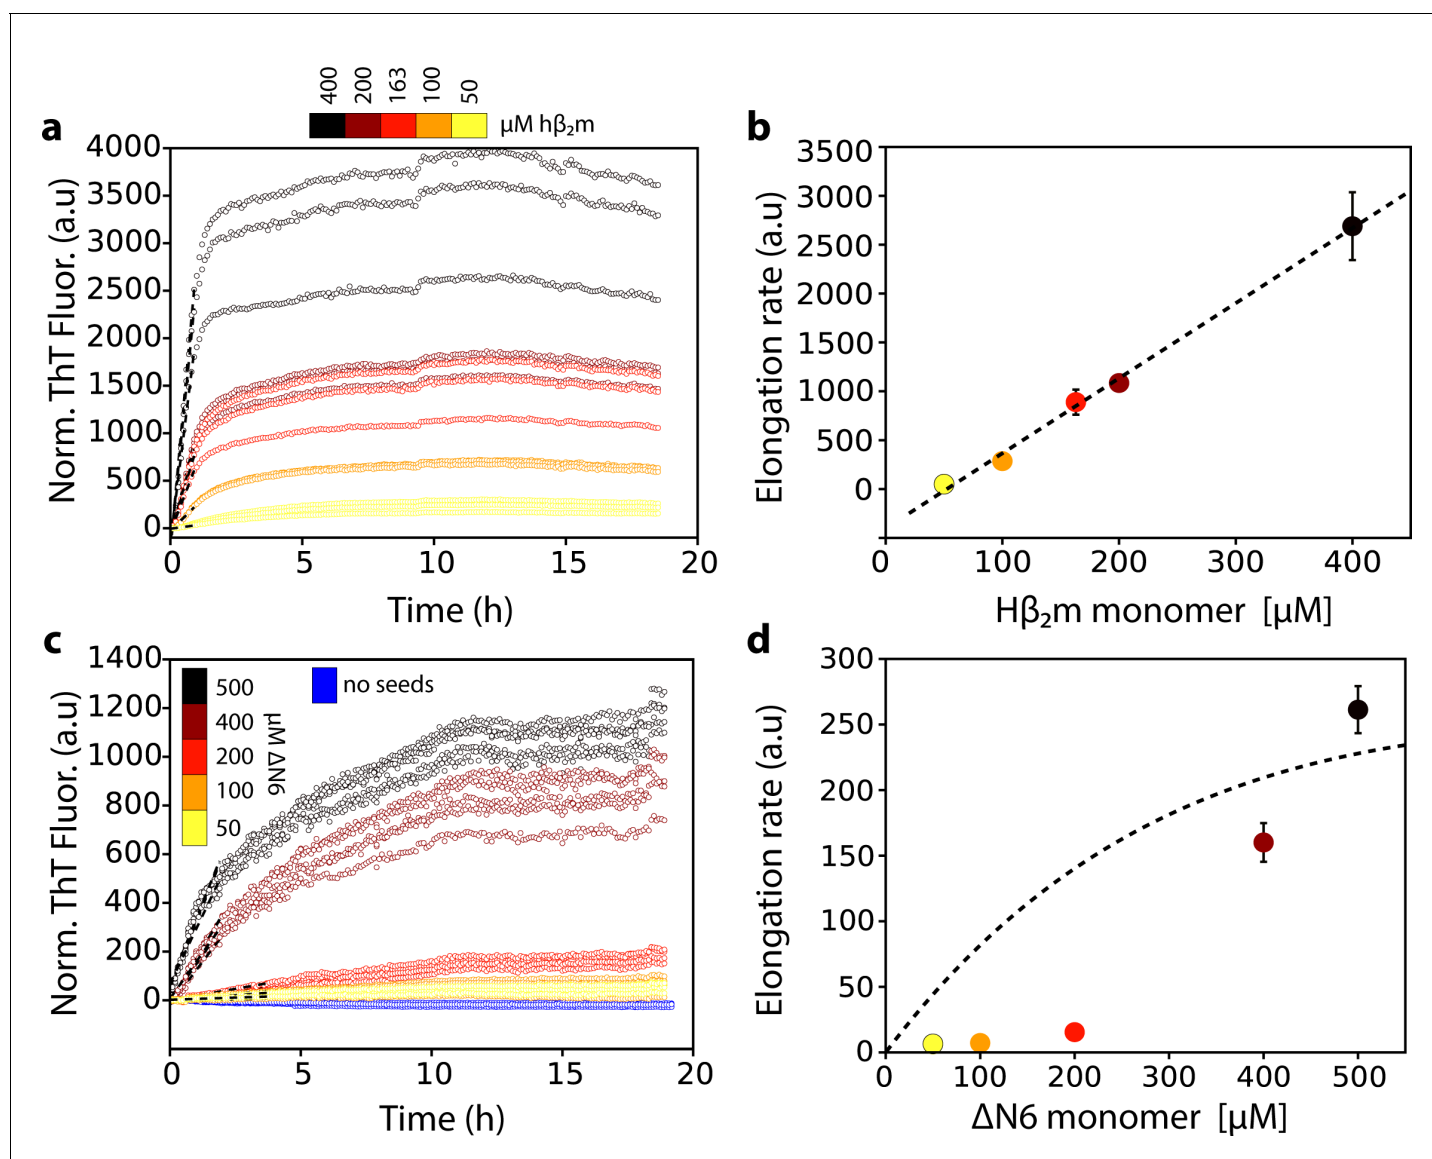 a
400 200 163 100 50
μM hβ₂m
4000
3500
3000
2500
2000
1500
1000
500
0
Norm. ThT Fluor. (a.u)
0 5 10 15 20
Time (h)
b
3500
3000
2500
2000
1500
1000
500
0
Elongation rate (a.u)
0 100 200 300 400
Hβ₂m monomer [μM]
c
1400
1200
1000
800
600
400
200
0
Norm. ThT Fluor. (a.u)
500
400
200
100
50
μM ΔN6
no seeds
0 5 10 15 20
Time (h)
d
300
250
200
150
100
50
0
Elongation rate (a.u)
0 100 200 300 400 500
ΔN6 monomer [μM]